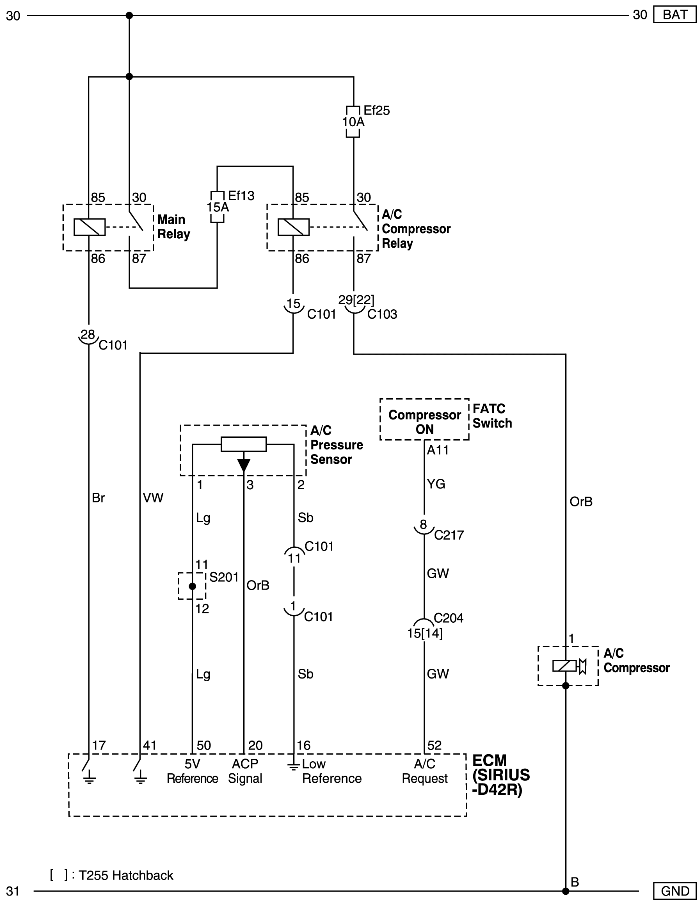 30
30 BAT
Ef25
10A
85 30
Ef13
15A
85 30
Main
Relay
A/C
Compressor
Relay
86 87
86 87
28 C101
15 C101
29[22] C103
Compressor
ON
FATC
Switch
A11
A/C
Pressure
Sensor
1 3 2
YG
Br
VW
OrB
Lg
Sb
8 C217
C101
11
11 S201
12
OrB
GW
1
C101
C204
15[14]
1
A/C
Compressor
Lg
Sb
GW
17 41 50 20 16 52
5V
Reference
ACP
Signal
Low
Reference
A/C
Request
ECM
(SIRIUS
-D42R)
[ ] : T255 Hatchback
B
31
GND